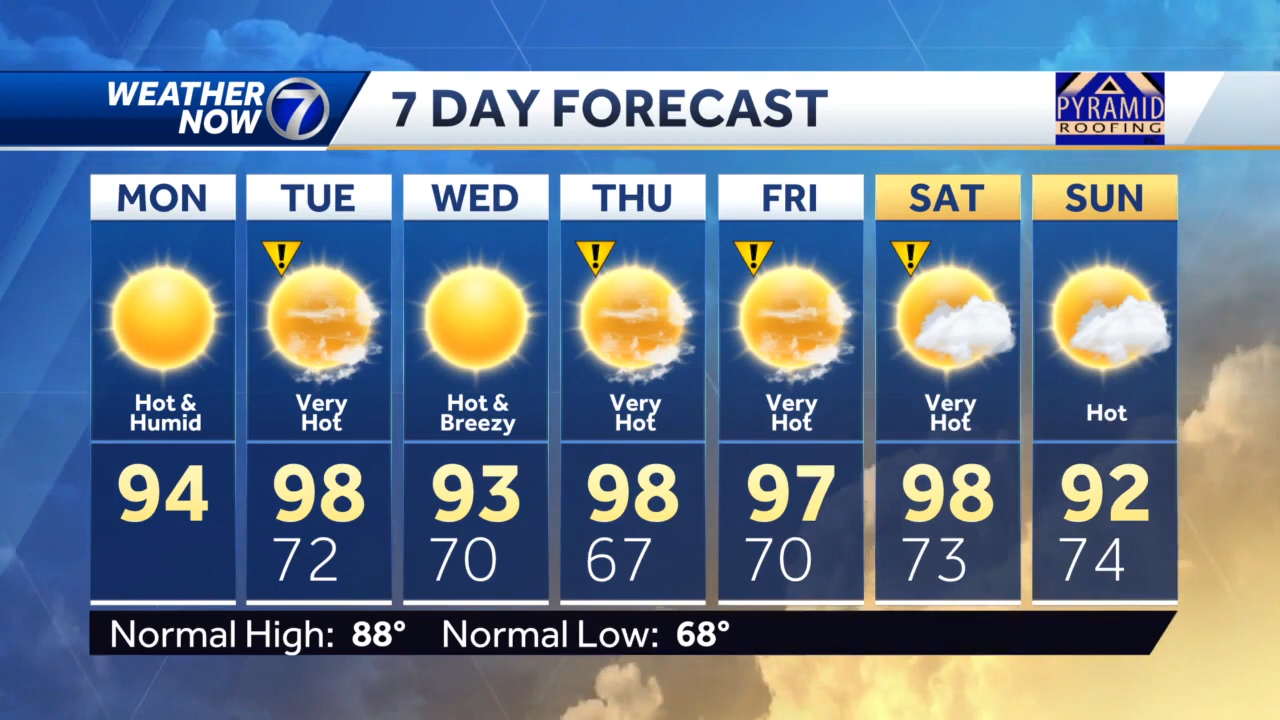 WEATHER
NOW 7
7 DAY FORECAST
PYRAMID
ROOFING
MON
TUE
WED
THU
FRI
SAT
SUN
!
!
!
!
Hot &
Humid
Very
Hot
Hot &
Breezy
Very
Hot
Very
Hot
Very
Hot
Hot
94
98
93
98
97
98
92
72
70
67
70
73
74
Normal High: 88° Normal Low: 68°